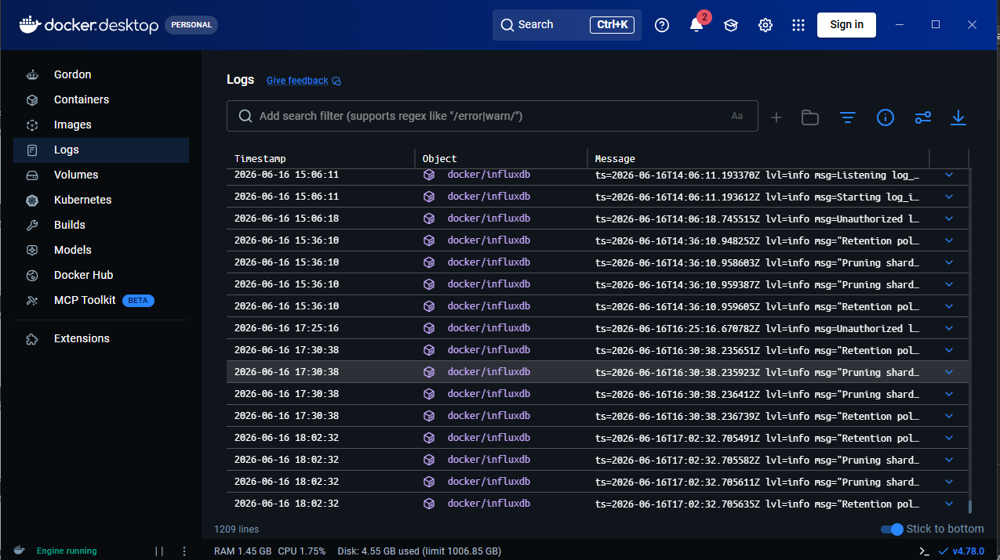 docker desktop PERSONAL Search Ctrl+K 2 Sign in
Gordon
Containers
Images
Logs
Volumes
Kubernetes
Builds
Models
Docker Hub
MCP Toolkit BETA
Extensions
Logs Give feedback
Add search filter (supports regex like "/error|warn/") Aa
Timestamp Object Message
2026-06-16 15:06:11 docker/influxdb ts=2026-06-16T14:06:11.193370Z lvl=info msg=Listening log_…
2026-06-16 15:06:11 docker/influxdb ts=2026-06-16T14:06:11.193612Z lvl=info msg=Starting log_i…
2026-06-16 15:06:18 docker/influxdb ts=2026-06-16T14:06:18.745515Z lvl=info msg=Unauthorized l…
2026-06-16 15:36:10 docker/influxdb ts=2026-06-16T14:36:10.948252Z lvl=info msg="Retention pol…
2026-06-16 15:36:10 docker/influxdb ts=2026-06-16T14:36:10.958603Z lvl=info msg="Pruning shard…
2026-06-16 15:36:10 docker/influxdb ts=2026-06-16T14:36:10.959387Z lvl=info msg="Pruning shard…
2026-06-16 15:36:10 docker/influxdb ts=2026-06-16T14:36:10.959605Z lvl=info msg="Retention pol…
2026-06-16 17:25:16 docker/influxdb ts=2026-06-16T16:25:16.670782Z lvl=info msg=Unauthorized l…
2026-06-16 17:30:38 docker/influxdb ts=2026-06-16T16:30:38.235651Z lvl=info msg="Retention pol…
2026-06-16 17:30:38 docker/influxdb ts=2026-06-16T16:30:38.235923Z lvl=info msg="Pruning shard…
2026-06-16 17:30:38 docker/influxdb ts=2026-06-16T16:30:38.236412Z lvl=info msg="Pruning shard…
2026-06-16 17:30:38 docker/influxdb ts=2026-06-16T16:30:38.236739Z lvl=info msg="Retention pol…
2026-06-16 18:02:32 docker/influxdb ts=2026-06-16T17:02:32.705491Z lvl=info msg="Retention pol…
2026-06-16 18:02:32 docker/influxdb ts=2026-06-16T17:02:32.705582Z lvl=info msg="Pruning shard…
2026-06-16 18:02:32 docker/influxdb ts=2026-06-16T17:02:32.705611Z lvl=info msg="Pruning shard…
2026-06-16 18:02:32 docker/influxdb ts=2026-06-16T17:02:32.705635Z lvl=info msg="Retention pol…
1209 lines Stick to bottom
Engine running RAM 1.45 GB CPU 1.75% Disk: 4.55 GB used (limit 1006.85 GB) v4.78.0